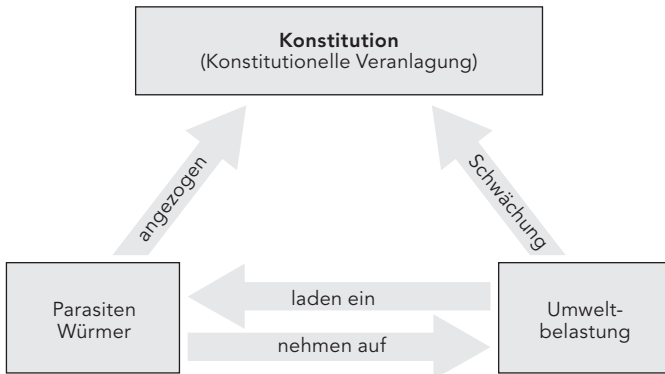 Konstitution
(Konstitutionelle Veranlagung)
angezogen
Schwächung
Parasiten
Würmer
laden ein
nehmen auf
Umwelt-
belastung